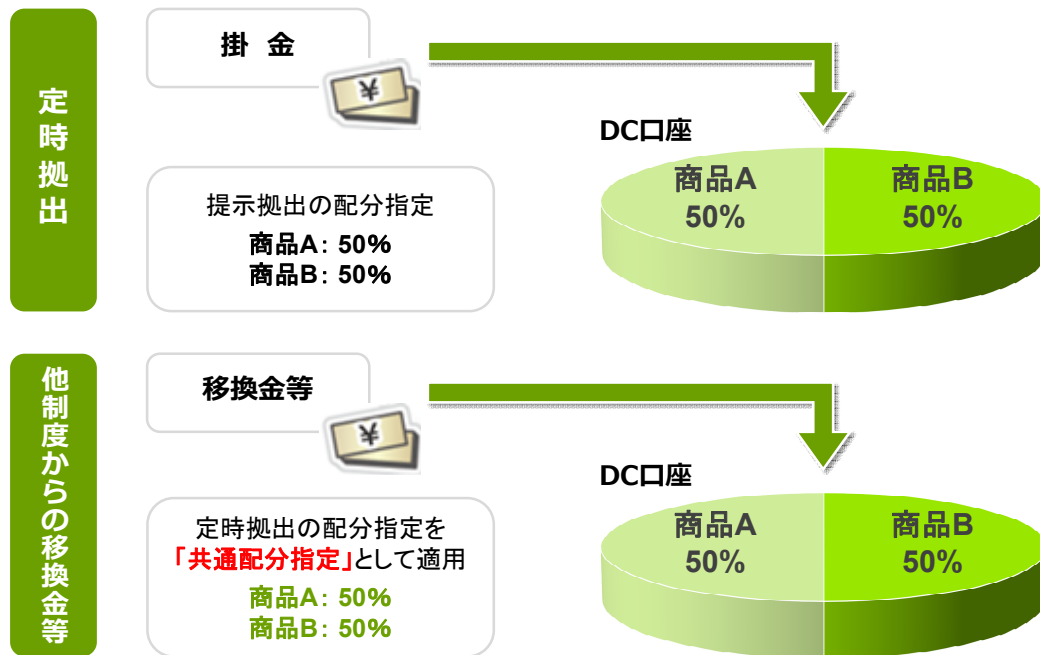 定時拠出
掛 金
¥
提示拠出の配分指定
商品A: 50%
商品B: 50%
DC口座
商品A
50%
商品B
50%
他制度からの移換金等
移換金等
¥
定時拠出の配分指定を
「共通配分指定」として適用
商品A: 50%
商品B: 50%
DC口座
商品A
50%
商品B
50%